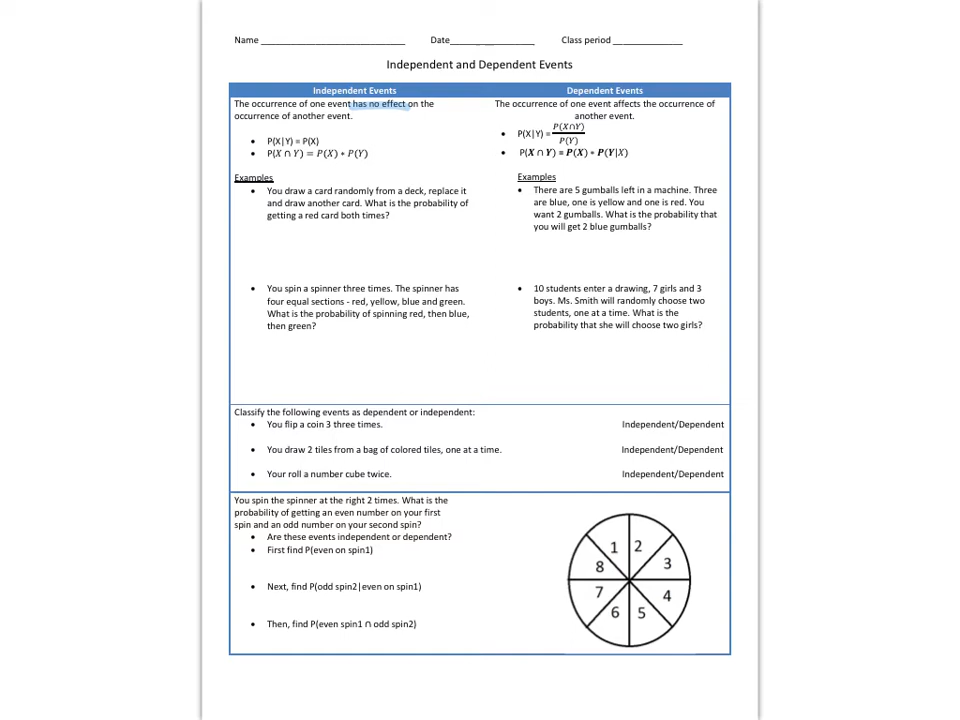 Name ____________________________ Date_________________ Class period ______________
Independent and Dependent Events
Independent Events
The occurrence of one event has no effect on the
occurrence of another event.
• P(X|Y) = P(X)
• P(X ∩ Y) = P(X) ∗ P(Y)
Examples
• You draw a card randomly from a deck, replace it
and draw another card. What is the probability of
getting a red card both times?
• You spin a spinner three times. The spinner has
four equal sections - red, yellow, blue and green.
What is the probability of spinning red, then blue,
then green?
Dependent Events
The occurrence of one event affects the occurrence of
another event.
• P(X|Y) = P(X∩Y)/P(Y)
• P(X ∩ Y) = P(X) ∗ P(Y|X)
Examples
• There are 5 gumballs left in a machine. Three
are blue, one is yellow and one is red. You
want 2 gumballs. What is the probability that
you will get 2 blue gumballs?
• 10 students enter a drawing, 7 girls and 3
boys. Ms. Smith will randomly choose two
students, one at a time. What is the
probability that she will choose two girls?
Classify the following events as dependent or independent:
• You flip a coin 3 three times. Independent/Dependent
• You draw 2 tiles from a bag of colored tiles, one at a time. Independent/Dependent
• Your roll a number cube twice. Independent/Dependent
You spin the spinner at the right 2 times. What is the
probability of getting an even number on your first
spin and an odd number on your second spin?
• Are these events independent or dependent?
• First find P(even on spin1)
• Next, find P(odd spin2|even on spin1)
• Then, find P(even spin1 ∩ odd spin2)
1 2
8 3
7 4
6 5